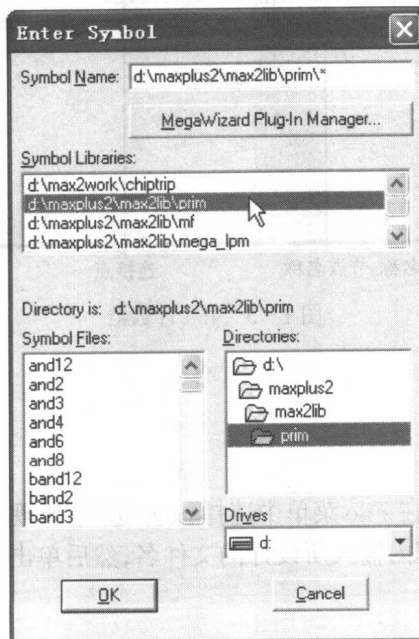 Enter Symbol
Symbol Name: d:\maxplus2\max2lib\prim\*
MegaWizard Plug-In Manager...
Symbol Libraries:
d:\max2work\chiptrip
d:\maxplus2\max2lib\prim
d:\maxplus2\max2lib\mf
d:\maxplus2\max2lib\mega_lpm
Directory is: d:\maxplus2\max2lib\prim
Symbol Files:
and12
and2
and3
and4
and6
and8
band12
band2
band3
Directories:
d:\
maxplus2
max2lib
prim
Drives
d:
OK
Cancel